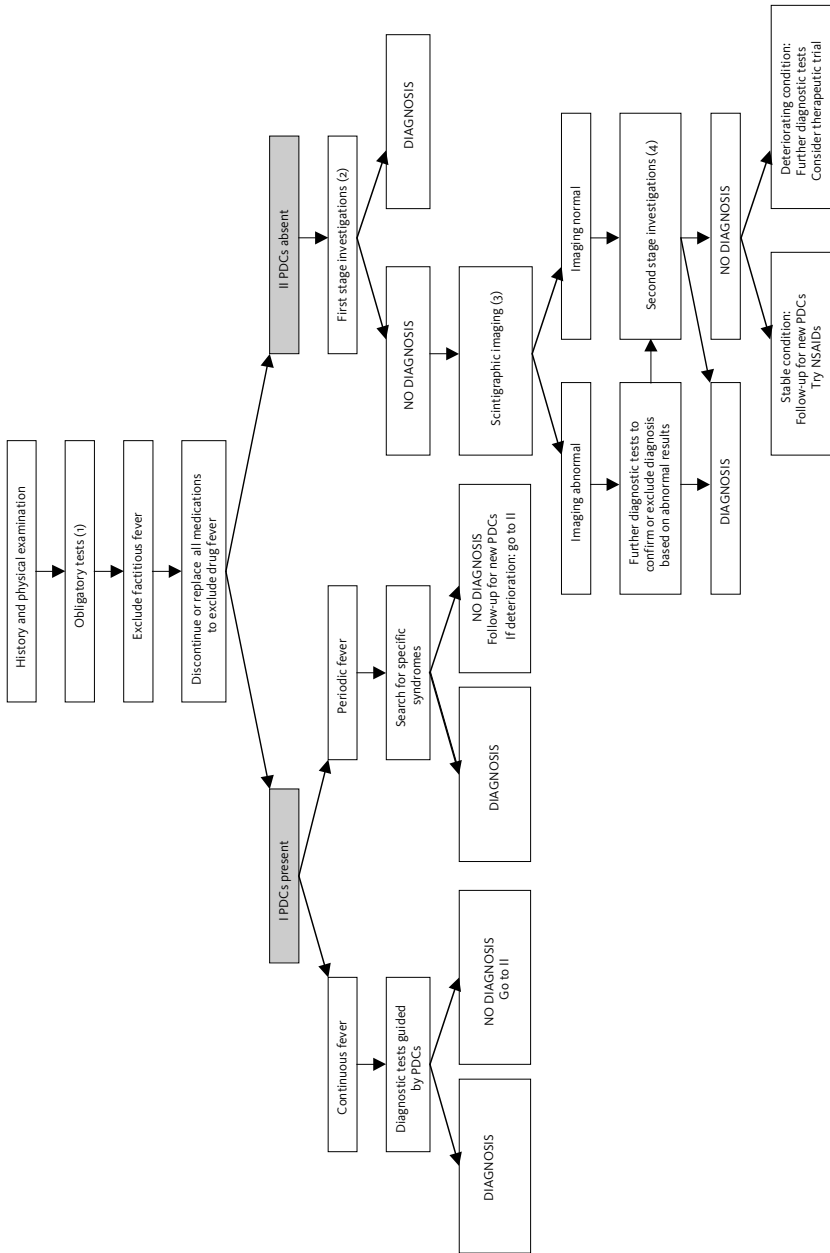 History and physical examination
Obligatory tests (1)
Exclude factitious fever
Discontinue or replace all medications
to exclude drug fever
I PDCs present
II PDCs absent
Continuous fever
Periodic fever
First stage investigations (2)
Diagnostic tests guided
by PDCs
Search for specific
syndromes
NO DIAGNOSIS
DIAGNOSIS
DIAGNOSIS
NO DIAGNOSIS
Go to II
DIAGNOSIS
NO DIAGNOSIS
Follow-up for new PDCs
If deterioration: go to II
Scintigraphic imaging (3)
Imaging abnormal
Imaging normal
Further diagnostic tests to
confirm or exclude diagnosis
based on abnormal results
Second stage investigations (4)
DIAGNOSIS
NO DIAGNOSIS
Stable condition:
Follow-up for new PDCs
Try NSAIDs
Deteriorating condition:
Further diagnostic tests
Consider therapeutic trial